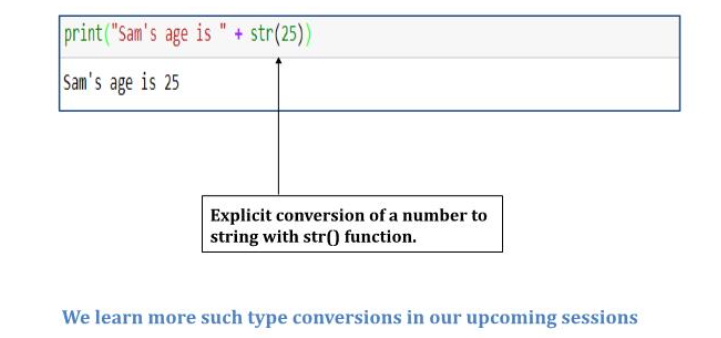 print("Sam's age is " + str(25))
Sam's age is 25
Explicit conversion of a number to
string with str() function.
We learn more such type conversions in our upcoming sessions